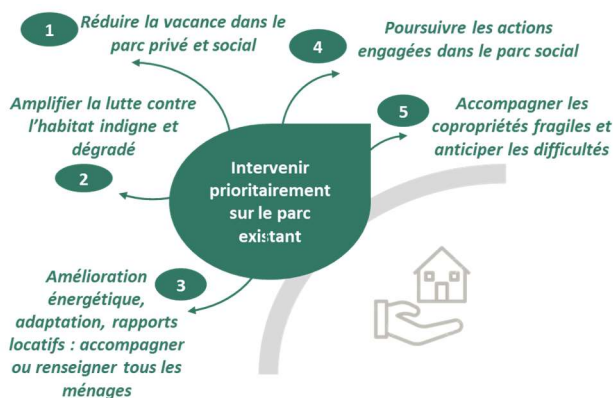 1
Réduire la vacance dans le
parc privé et social
4
Poursuivre les actions
engagées dans le parc social
Amplifier la lutte contre
l'habitat indigne et
dégradé
2
5
Accompagner les
copropriétés fragiles et
anticiper les difficultés
Intervenir
prioritairement
sur le parc
existant
3
Amélioration
énergétique,
adaptation, rapports
locatifs : accompagner
ou renseigner tous les
ménages